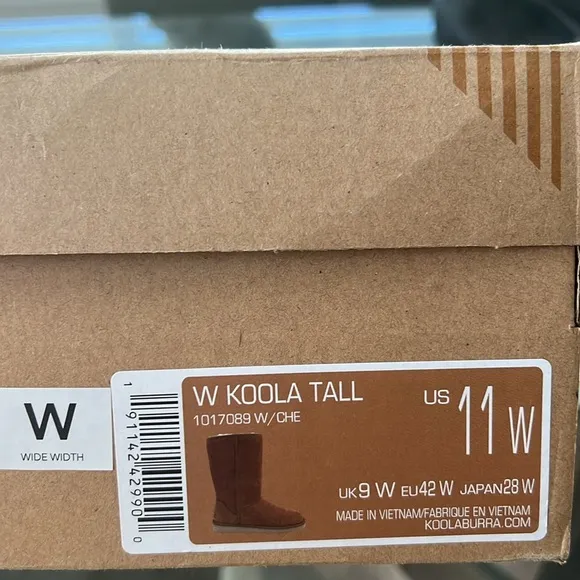 W
WIDE WIDTH
1 91142 42990 0
W KOOLA TALL
1017089 W/CHE
US 11 W
UK 9 W EU 42 W JAPAN 28 W
MADE IN VIETNAM/FABRIQUE EN VIETNAM
KOOLABURRA.COM